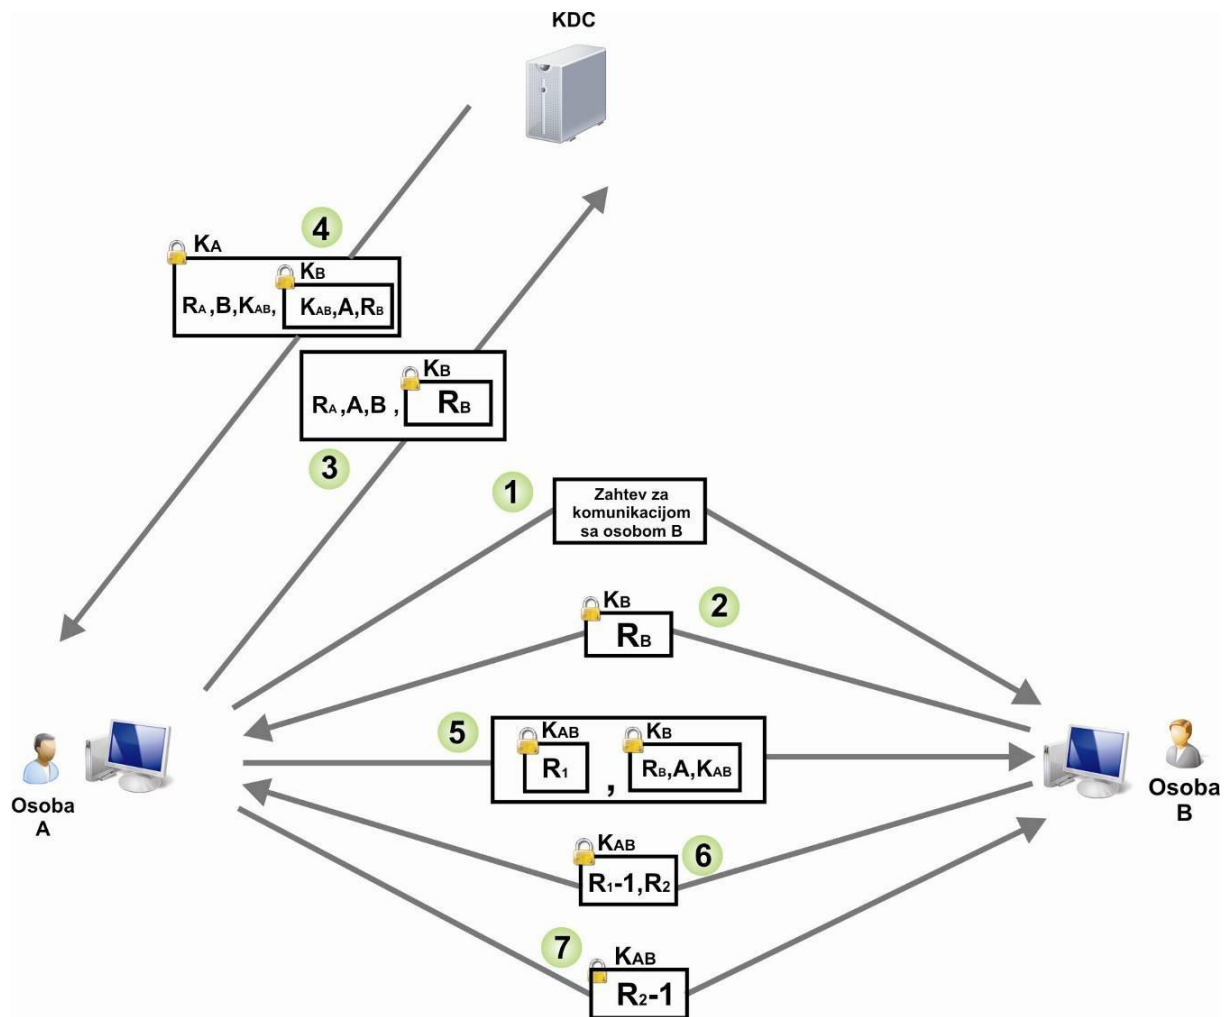 KDC
4
KA
KB
RA,B,KAB,
KAB,A,RB
KB
RA,A,B ,
RB
3
1
Zahtev za
komunikacijom
sa osobom B
2
KB
RB
5
KAB
KB
R1
,
RB,A,KAB
Osoba
A
Osoba
B
KAB
6
R1-1,R2
7
KAB
R2-1